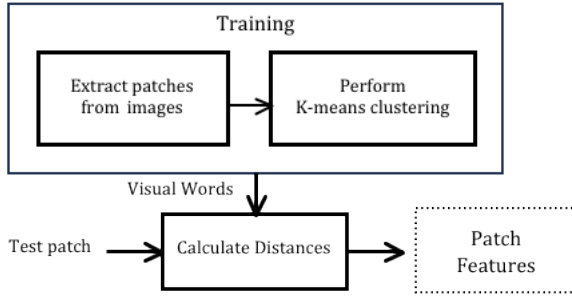 Training
Extract patches
from images
Perform
K-means clustering
Visual Words
Test patch
Calculate Distances
Patch
Features